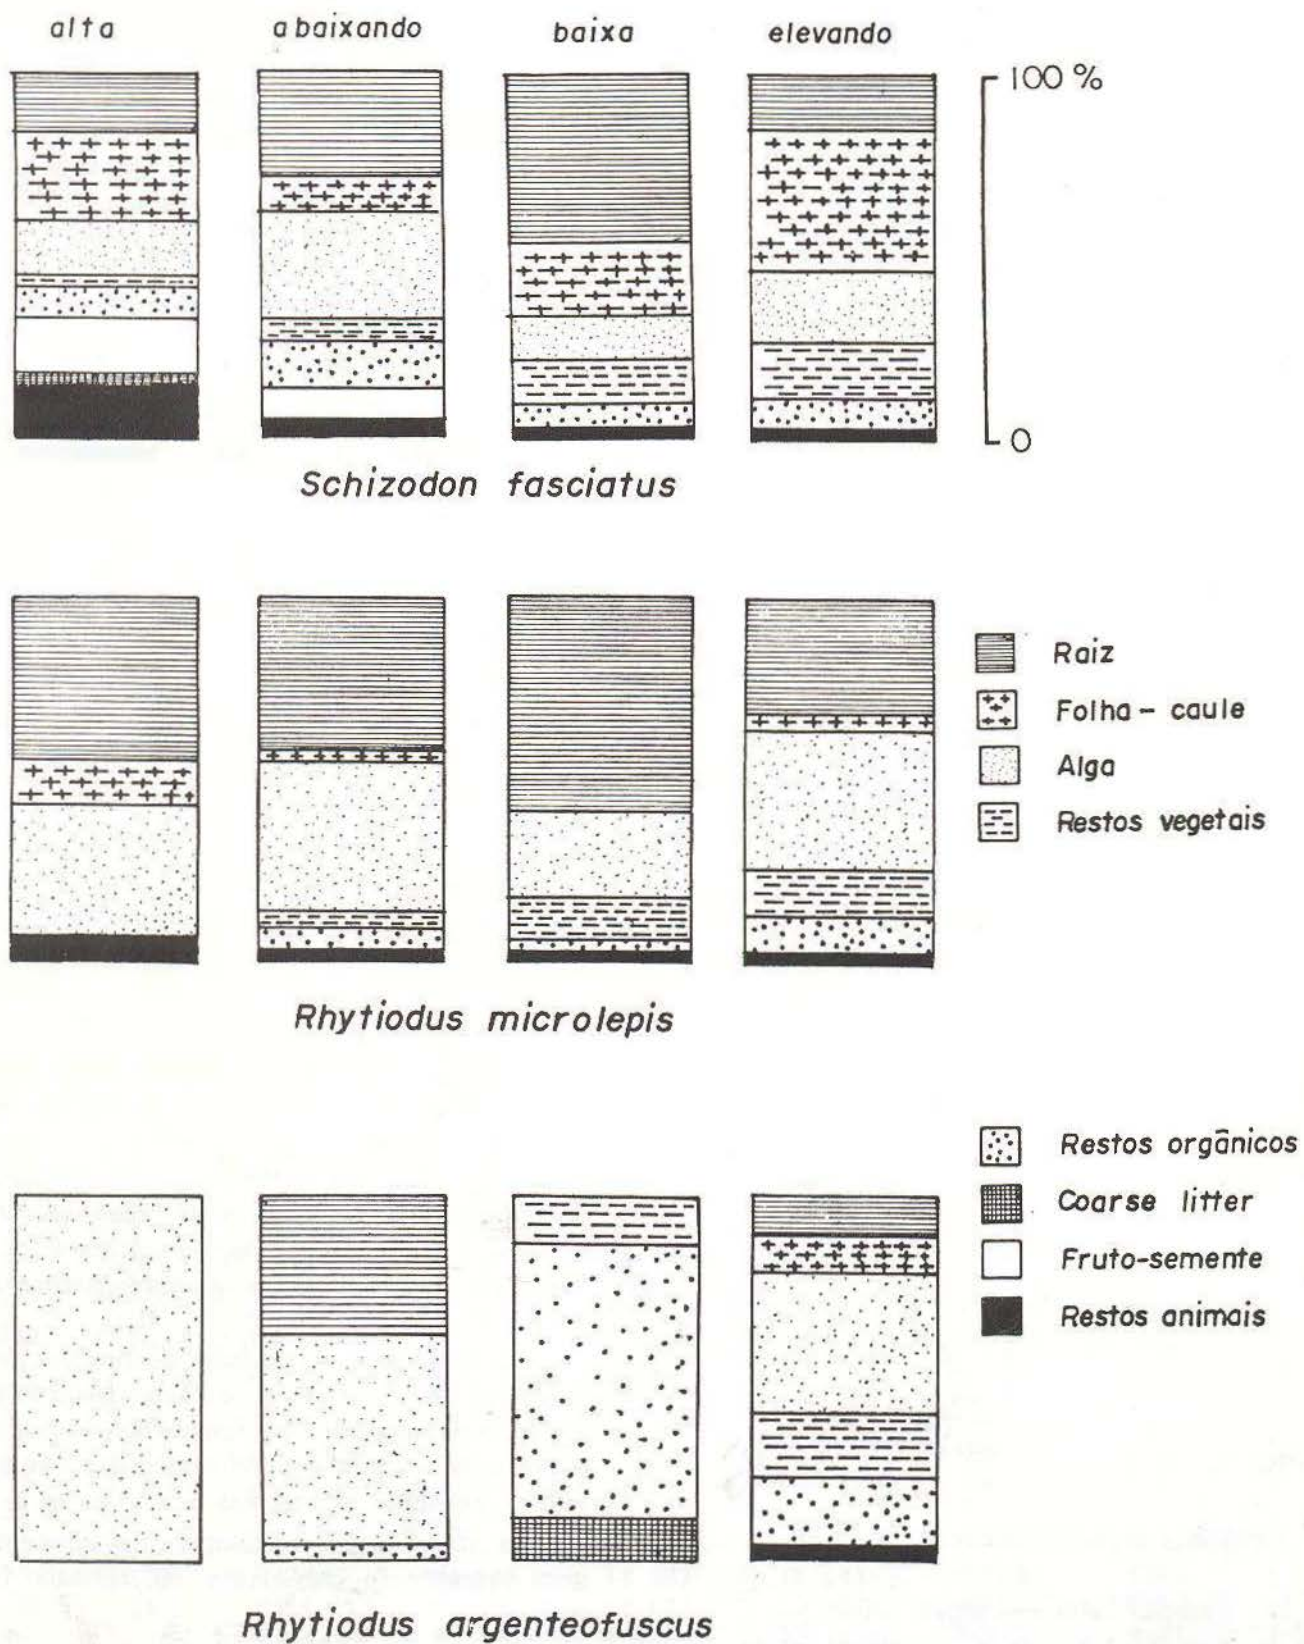 alta abaixando baixa elevando
100 %
0
Schizodon fasciatus
Raiz
Folha - caule
Alga
Restos vegetais
Rhytiodus microlepis
Restos orgânicos
Coarse litter
Fruto-semente
Restos animais
Rhytiodus argenteofuscus